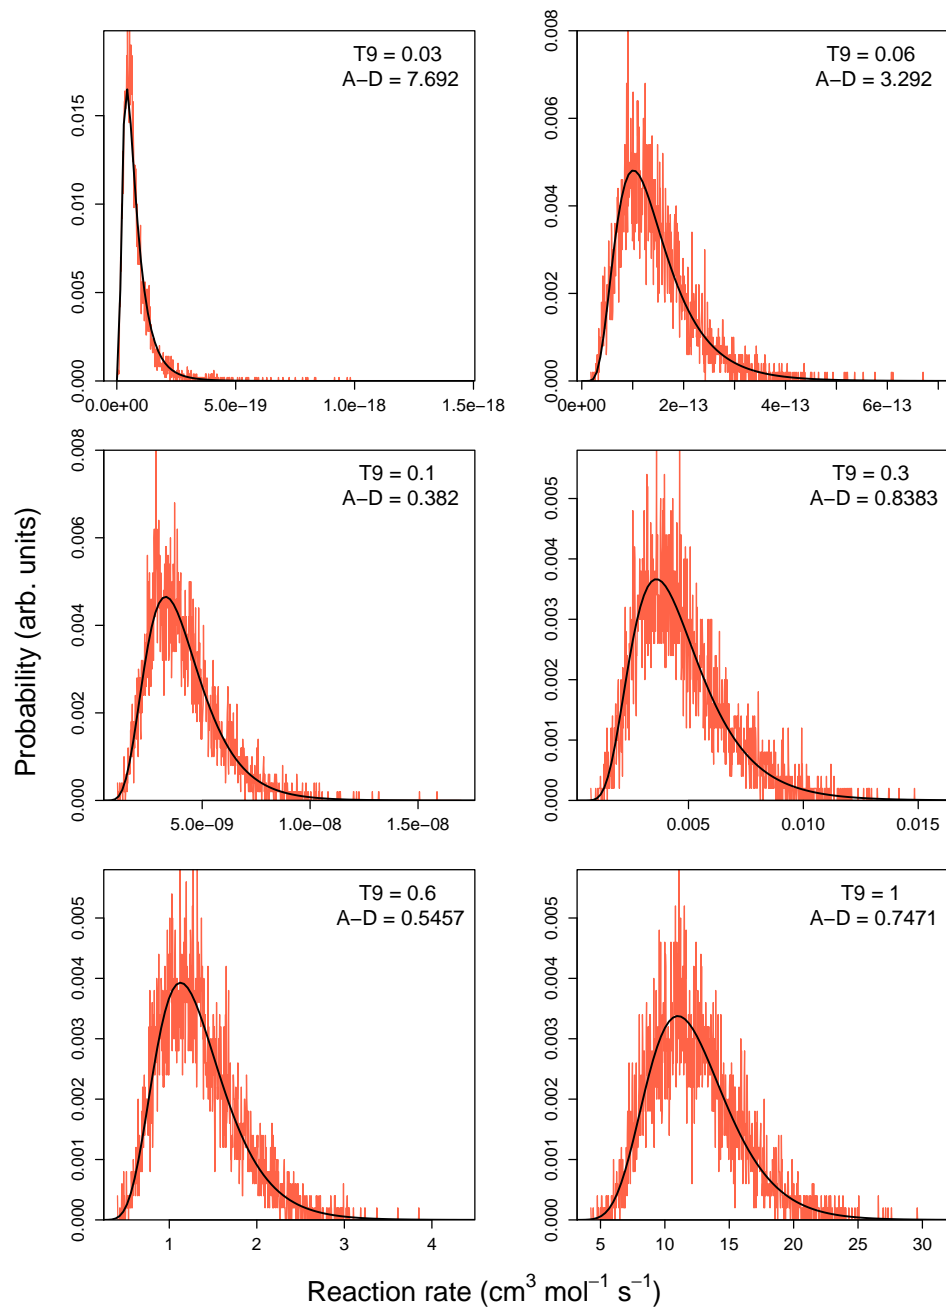 T9 = 0.03
A−D = 7.692
0.000
0.005
0.010
0.015
0.0e+00
5.0e−19
1.0e−18
1.5e−18
T9 = 0.06
A−D = 3.292
0.000
0.002
0.004
0.006
0.008
0e+00
2e−13
4e−13
6e−13
T9 = 0.1
A−D = 0.382
0.000
0.002
0.004
0.006
0.008
5.0e−09
1.0e−08
1.5e−08
T9 = 0.3
A−D = 0.8383
0.000
0.001
0.002
0.003
0.004
0.005
0.005
0.010
0.015
T9 = 0.6
A−D = 0.5457
0.000
0.001
0.002
0.003
0.004
0.005
1
2
3
4
T9 = 1
A−D = 0.7471
0.000
0.001
0.002
0.003
0.004
0.005
5
10
15
20
25
30
Probability (arb. units)
Reaction rate (cm³ mol⁻¹ s⁻¹)